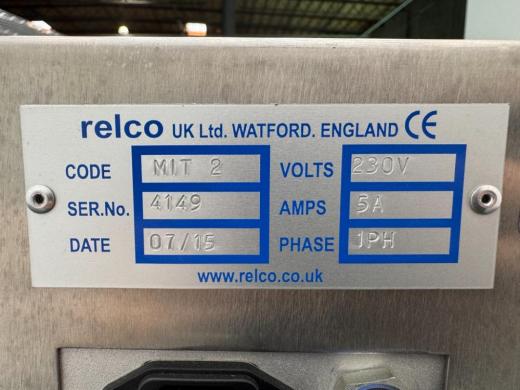 relco UK Ltd. WATFORD. ENGLAND CE
CODE MIT 2 VOLTS 230V
SER.No. 4149 AMPS 5A
DATE 07/15 PHASE 1PH
www.relco.co.uk